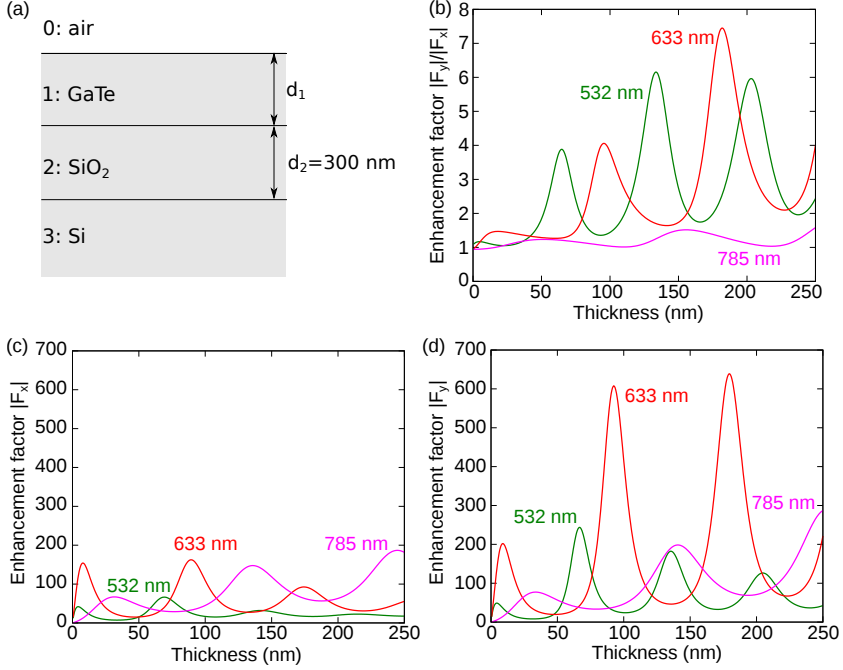 (a)
0: air
1: GaTe
d₁
2: SiO₂
d₂=300 nm
3: Si
(b)
Enhancement factor |Fy|/|Fx|
8
7
6
5
4
3
2
1
0
633 nm
532 nm
785 nm
0 50 100 150 200 250
Thickness (nm)
(c)
Enhancement factor |Fx|
700
600
500
400
300
200
100
0
633 nm
785 nm
532 nm
0 50 100 150 200 250
Thickness (nm)
(d)
Enhancement factor |Fy|
700
600
500
400
300
200
100
0
633 nm
532 nm
785 nm
0 50 100 150 200 250
Thickness (nm)